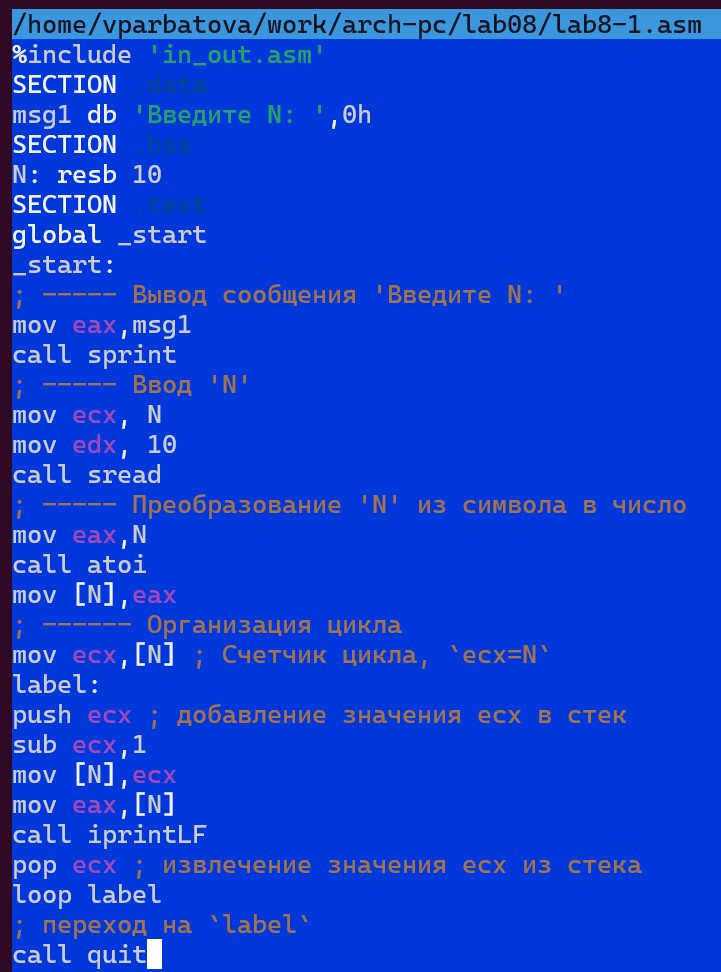 /home/vparbatova/work/arch-pc/lab08/lab8-1.asm
%include 'in_out.asm'
SECTION .data
msg1 db 'Введите N: ',0h
SECTION .bss
N: resb 10
SECTION .text
global _start
_start:
; ----- Вывод сообщения 'Введите N: '
mov eax,msg1
call sprint
; ----- Ввод 'N'
mov ecx, N
mov edx, 10
call sread
; ----- Преобразование 'N' из символа в число
mov eax,N
call atoi
mov [N],eax
; ------ Организация цикла
mov ecx,[N] ; Счетчик цикла, `ecx=N`
label:
push ecx ; добавление значения ecx в стек
sub ecx,1
mov [N],ecx
mov eax,[N]
call iprintLF
pop ecx ; извлечение значения ecx из стека
loop label
; переход на `label`
call quit